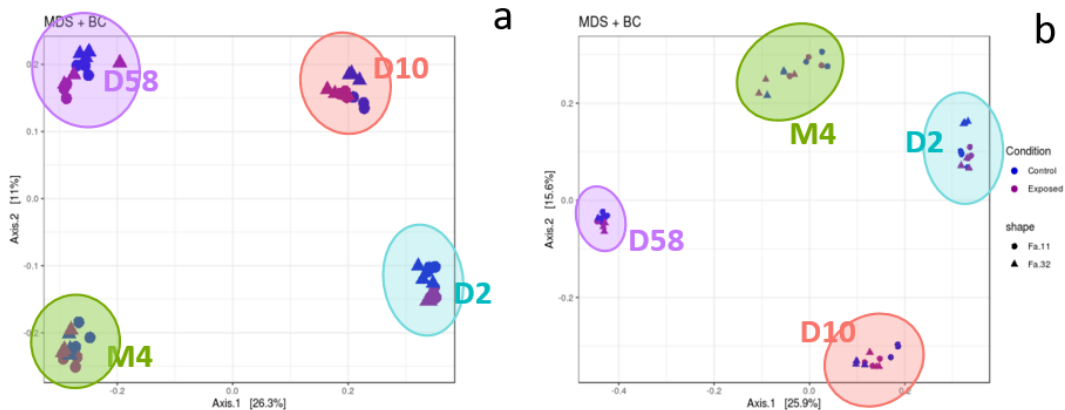 MDS + BC
a
D58
D10
0.2
0.1
0.0
-0.1
-0.2
Axis.2 [11%]
D2
M4
-0.2
0.0
0.2
Axis.1 [26.3%]
MDS + BC
b
M4
D2
D58
D10
0.2
0.0
-0.2
Axis.2 [15.6%]
-0.4
-0.2
0.0
0.2
Axis.1 [25.9%]
Condition
Control
Exposed
shape
Fa.11
Fa.32